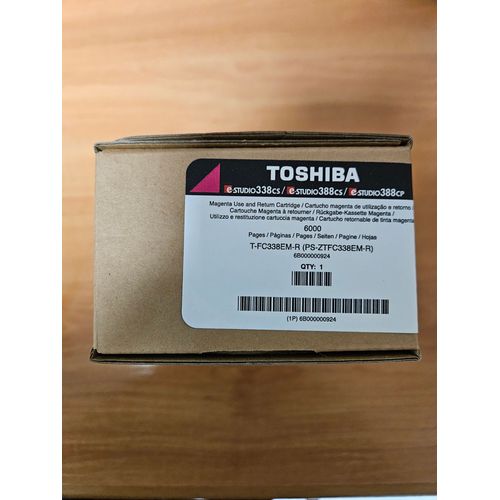 TOSHIBA
e-STUDIO338CS / e-STUDIO388CS / e-STUDIO388CP
Magenta Use and Return Cartridge / Cartucho magenta de utilização e retorno /
Cartouche Magenta à retourner / Rückgabe-Kassette Magenta /
Utilizzo e restituzione cartuccia magenta / Cartucho retornable de tinta magenta
6000
Pages / Páginas / Pages / Seiten / Pagine / Hojas
T-FC338EM-R (PS-ZTFC338EM-R)
6B000000924
QTY: 1
(1P) 6B000000924